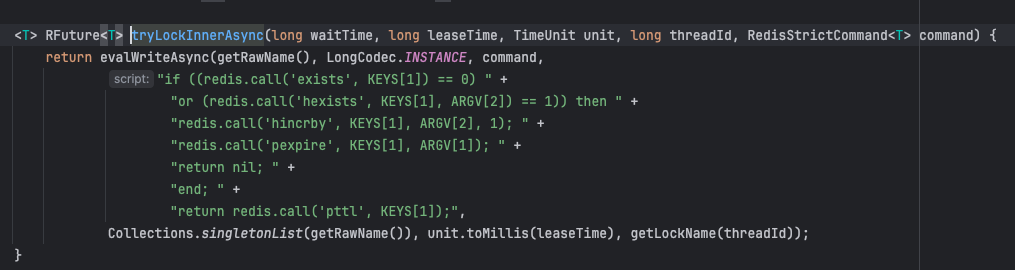 <T> RFuture<T> tryLockInnerAsync(long waitTime, long leaseTime, TimeUnit unit, long threadId, RedisStrictCommand<T> command) {
    return evalWriteAsync(getRawName(), LongCodec.INSTANCE, command,
            script: "if ((redis.call('exists', KEYS[1]) == 0) " +
                    "or (redis.call('hexists', KEYS[1], ARGV[2]) == 1)) then " +
                    "redis.call('hincrby', KEYS[1], ARGV[2], 1); " +
                    "redis.call('pexpire', KEYS[1], ARGV[1]); " +
                    "return nil; " +
                    "end; " +
                    "return redis.call('pttl', KEYS[1]);",
            Collections.singletonList(getRawName()), unit.toMillis(leaseTime), getLockName(threadId));
}